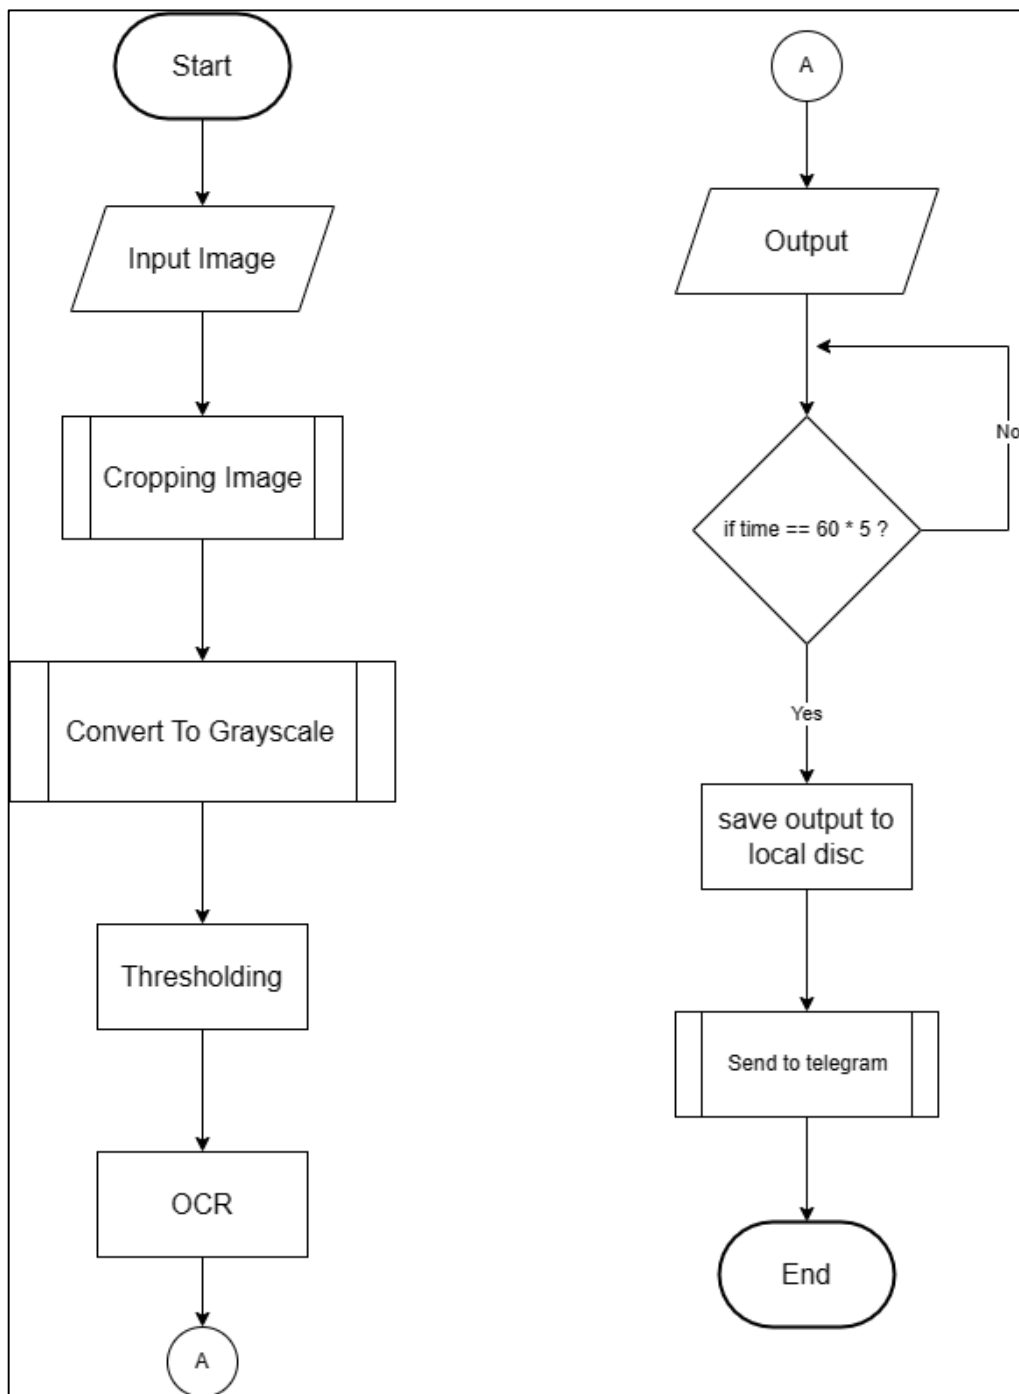 Start
Input Image
Cropping Image
Convert To Grayscale
Thresholding
OCR
A
A
Output
No
if time == 60 * 5 ?
Yes
save output to
local disc
Send to telegram
End